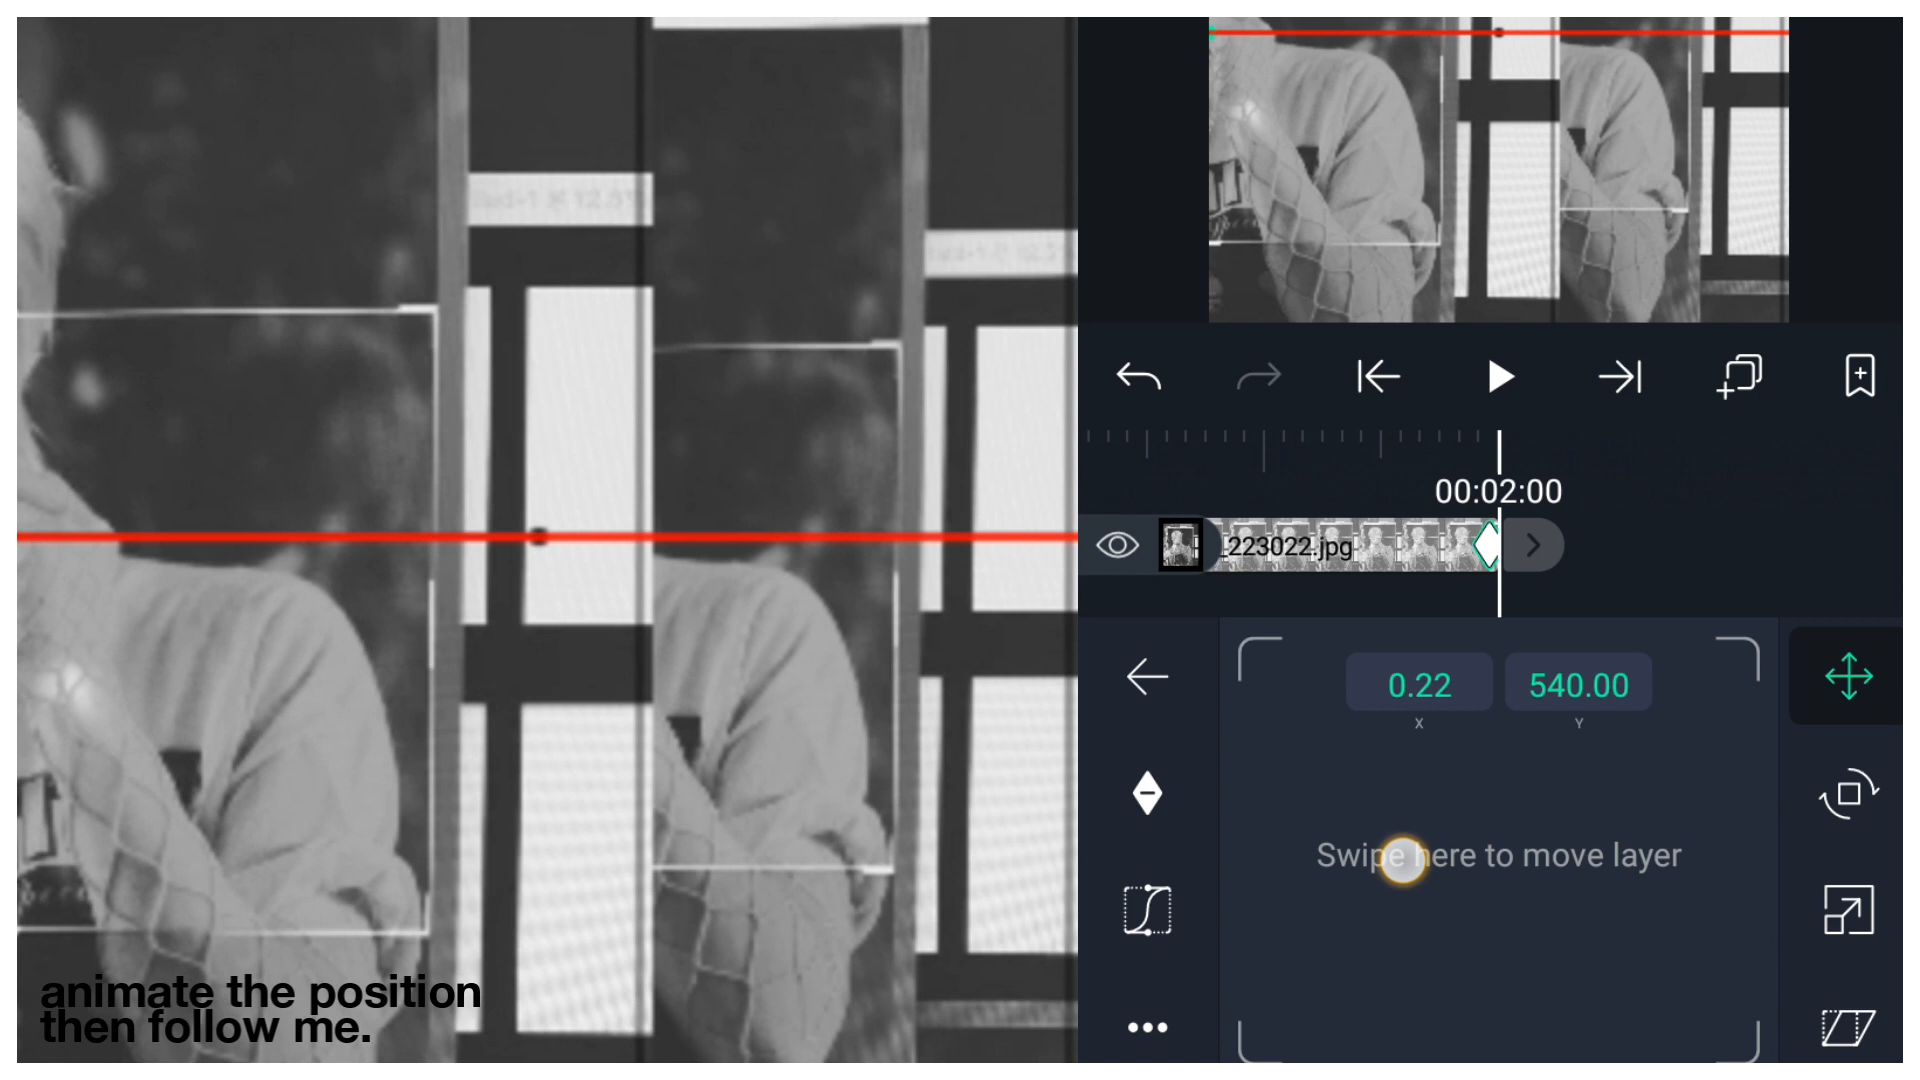 00:02:00
_223022.jpg
0.22
540.00
X
Y
Swipe here to move layer
animate the position
then follow me.